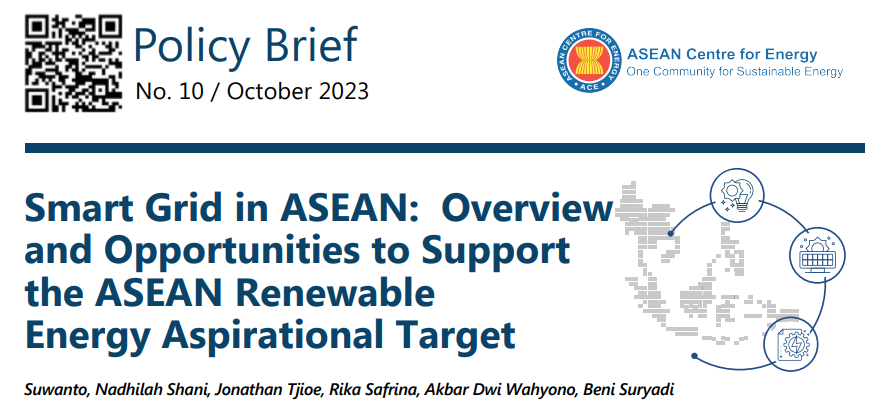 Policy Brief
No. 10 / October 2023
ASEAN CENTRE FOR ENERGY
ACE
ASEAN Centre for Energy
One Community for Sustainable Energy
Smart Grid in ASEAN: Overview
and Opportunities to Support
the ASEAN Renewable
Energy Aspirational Target
Suwanto, Nadhilah Shani, Jonathan Tjioe, Rika Safrina, Akbar Dwi Wahyono, Beni Suryadi